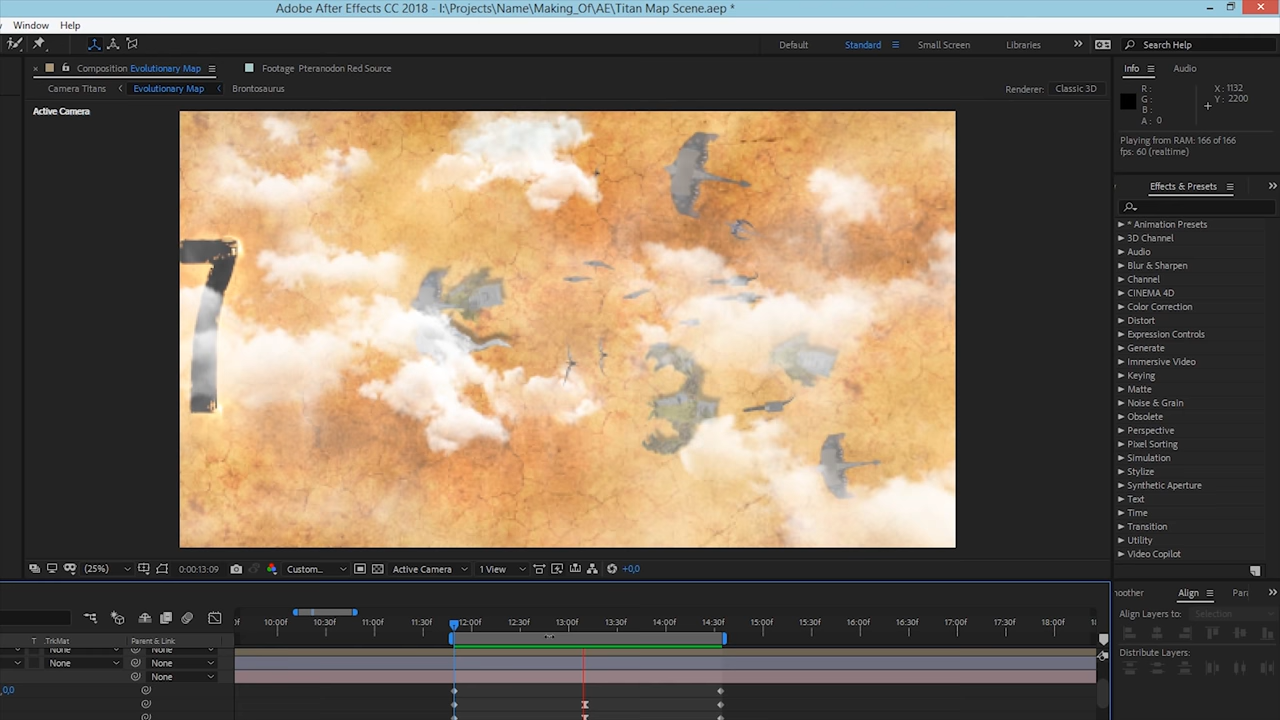 Adobe After Effects CC 2018 - I:\Projects\Name\Making_Of\AE\Titan Map Scene.aep *
Window Help
Default Standard Small Screen Libraries Search Help
Composition Evolutionary Map Footage Pteranodon Red Source
Info Audio
Camera Titans Evolutionary Map Brontosaurus Renderer: Classic 3D
R: X: 1132
G: Y: 2200
B:
A: 0
Active Camera
Playing from RAM: 166 of 166
fps: 60 (realtime)
Effects & Presets
* Animation Presets
3D Channel
Audio
Blur & Sharpen
Channel
CINEMA 4D
Color Correction
Distort
Expression Controls
Generate
Immersive Video
Keying
Matte
Noise & Grain
Obsolete
Perspective
Pixel Sorting
Simulation
Stylize
Synthetic Aperture
Text
Time
Transition
Utility
Video Copilot
7
(25%) 0:00:13:09 Custom... Active Camera 1 View +0,0
moother Align Para
Align Layers to: Selection
Distribute Layers:
0f 10:00f 10:30f 11:00f 11:30f 12:00f 12:30f 13:00f 13:30f 14:00f 14:30f 15:00f 15:30f 16:00f 16:30f 17:00f 17:30f 18:00f
T .TrkMat Parent & Link
None None
None None
None
0,0